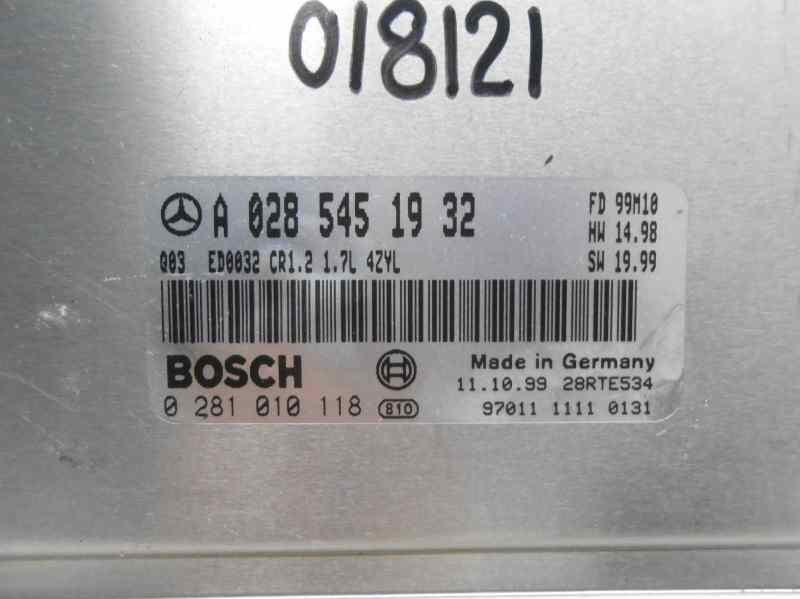 018121
A 028 545 19 32
FD 99M10
HW 14.98
Q03 ED0032 CR1.2 1.7L 4ZYL
SW 19.99
BOSCH
Made in Germany
11.10.99 28RTE534
0 281 010 118 810
97011 1111 0131